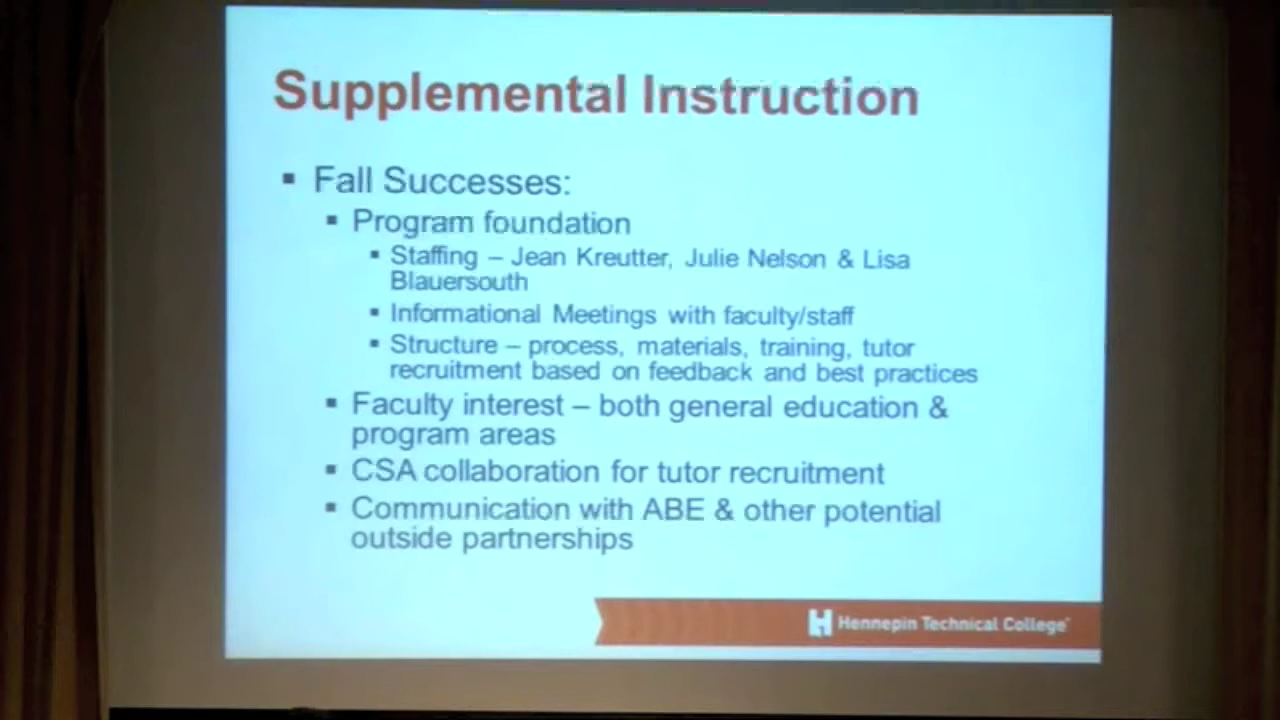 Supplemental Instruction
▪ Fall Successes:
▪ Program foundation
▪ Staffing – Jean Kreutter, Julie Nelson & Lisa
Blauersouth
▪ Informational Meetings with faculty/staff
▪ Structure – process, materials, training, tutor
recruitment based on feedback and best practices
▪ Faculty interest – both general education &
program areas
▪ CSA collaboration for tutor recruitment
▪ Communication with ABE & other potential
outside partnerships
Hennepin Technical College